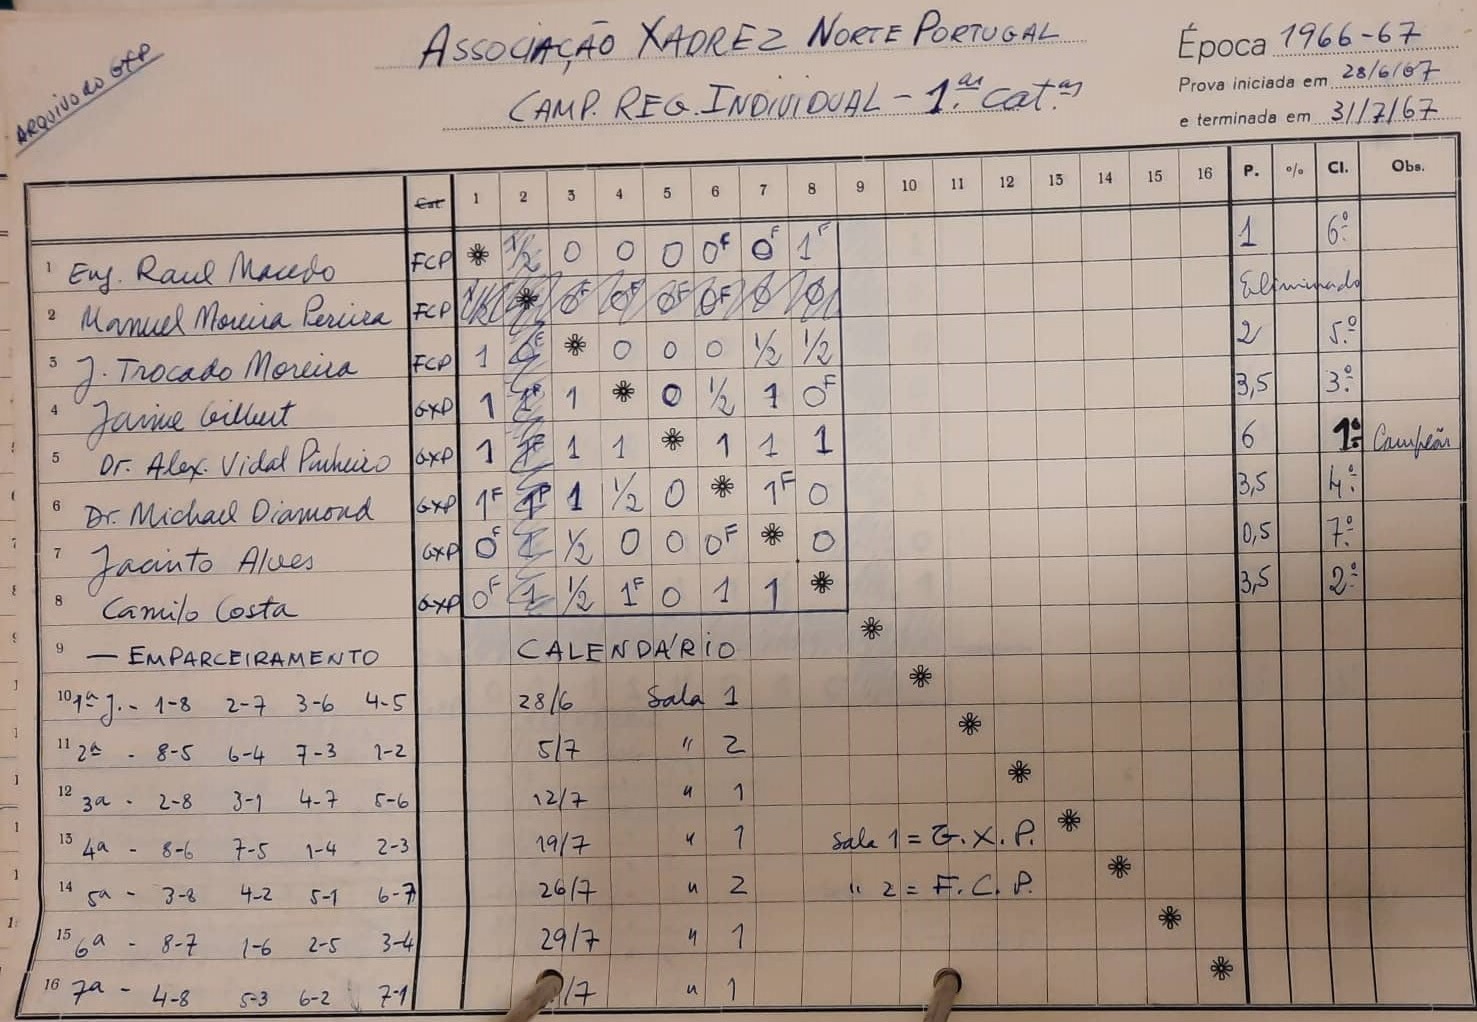 ARQUIVO do GXP
ASSOCIAÇÃO XADREZ NORTE PORTUGAL
CAMP. REG. INDIVIDUAL - 1.as Cat.as
Época 1966-67
Prova iniciada em 28/6/67
e terminada em 31/7/67
Cat 1 2 3 4 5 6 7 8 9 10 11 12 13 14 15 16 P. % Cl. Obs.
1 Eng. Raul Macedo FCP * 1/2 0 0 0 0F 0F 1F 1 6.º
2 Manuel Moreira Pereira FCP 1/2 * 0F 0F 0F 0F 0 0 Eliminado
3 J. Trocado Moreira FCP 1 0F * 0 0 0 1/2 1/2 2 5.º
4 Jaime Gilbert GXP 1 1F 1 * 0 1/2 1 0F 3,5 3.º
5 Dr. Alex. Vidal Pinheiro GXP 1 1F 1 1 * 1 1 1 6 1.º Campeão
6 Dr. Michael Diamond GXP 1F 1F 1 1/2 0 * 1F 0 3,5 4.º
7 Jacinto Alves GXP 0F 1 1/2 0 0 0F * 0 0,5 7.º
8 Camilo Costa GXP 0F 1 1/2 1F 0 1 1 * 3,5 2.º
9 — EMPARCEIRAMENTO CALENDÁRIO *
10 1ª J. - 1-8 2-7 3-6 4-5 28/6 Sala 1 *
11 2ª - 8-5 6-4 7-3 1-2 5/7 " 2 *
12 3a - 2-8 3-1 4-7 5-6 12/7 " 1 *
13 4a - 8-6 7-5 1-4 2-3 19/7 " 1 Sala 1 = G.X.P. *
14 5a - 3-8 4-2 5-1 6-7 26/7 " 2 " 2 = F.C.P. *
15 6a - 8-7 1-6 2-5 3-4 29/7 " 1 *
16 7a - 4-8 5-3 6-2 7-1 /7 " 1 *